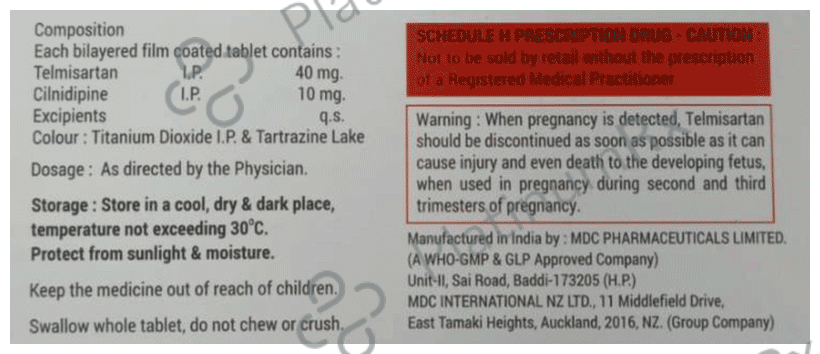 Composition
Each bilayered film coated tablet contains :
Telmisartan I.P. 40 mg.
Cilnidipine I.P. 10 mg.
Excipients q.s.
Colour : Titanium Dioxide I.P. & Tartrazine Lake
Dosage : As directed by the Physician.
Storage : Store in a cool, dry & dark place,
temperature not exceeding 30°C.
Protect from sunlight & moisture.
Keep the medicine out of reach of children.
Swallow whole tablet, do not chew or crush.
SCHEDULE H PRESCRIPTION DRUG - CAUTION :
Not to be sold by retail without the prescription
of a Registered Medical Practitioner
Warning : When pregnancy is detected, Telmisartan
should be discontinued as soon as possible as it can
cause injury and even death to the developing fetus,
when used in pregnancy during second and third
trimesters of pregnancy.
Manufactured in India by : MDC PHARMACEUTICALS LIMITED.
(A WHO-GMP & GLP Approved Company)
Unit-II, Sai Road, Baddi-173205 (H.P.)
MDC INTERNATIONAL NZ LTD., 11 Middlefield Drive,
East Tamaki Heights, Auckland, 2016, NZ. (Group Company)
PlatinumRx